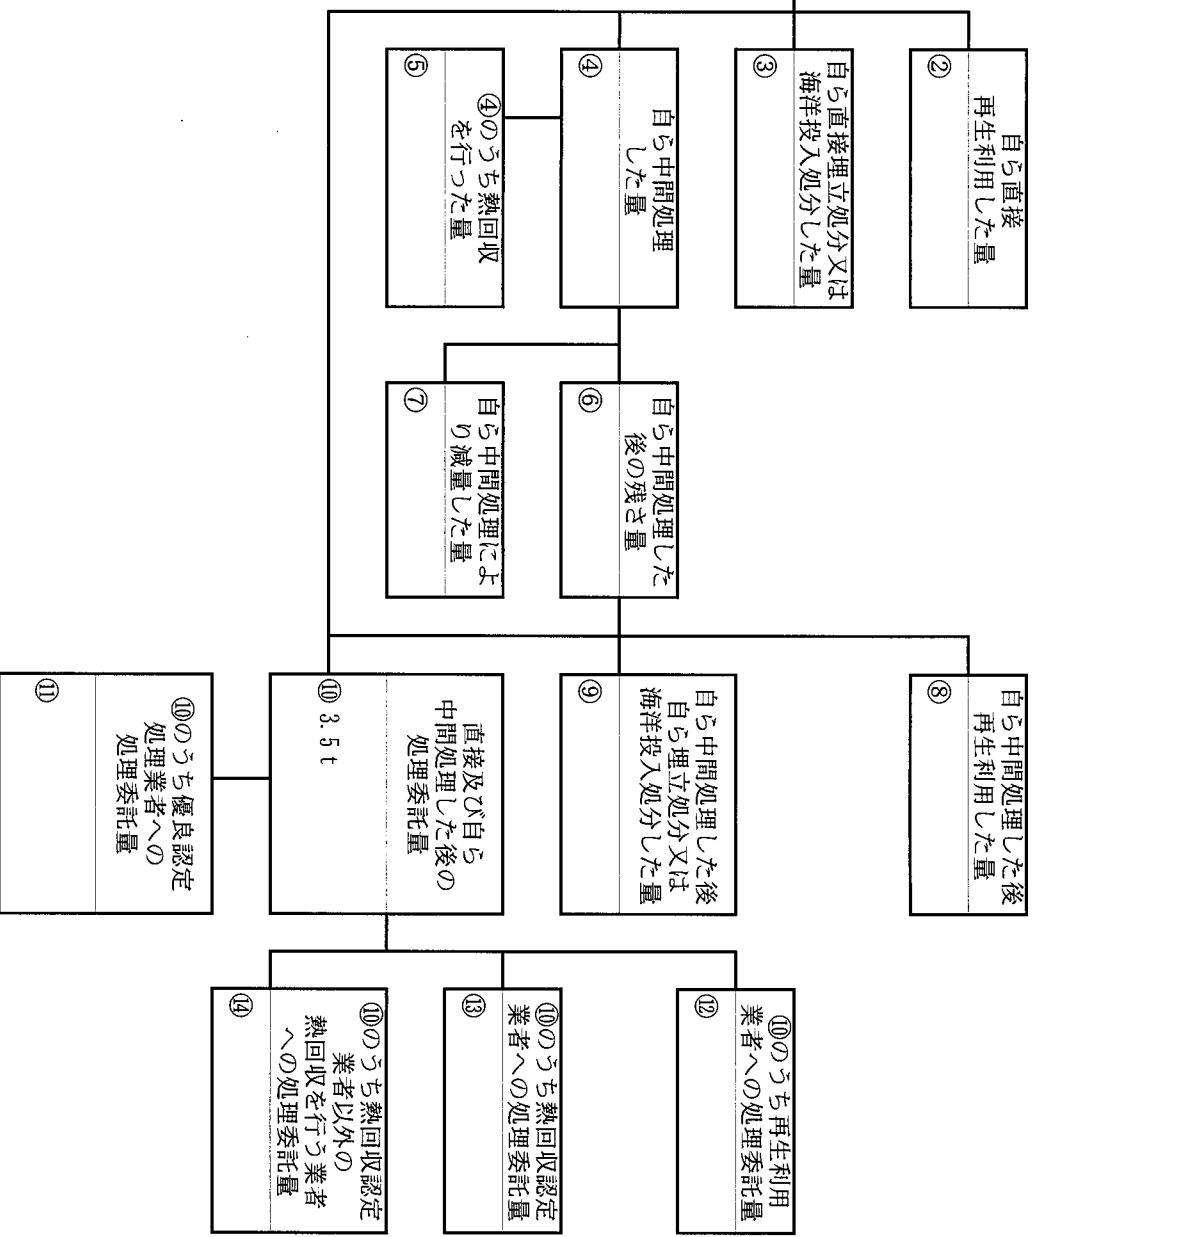 自ら直接
再生利用した量
②
自ら直接埋立処分又は
海洋投入処分した量
③
自ら中間処理
した量
④
④のうち熱回収
を行った量
⑤
自ら中間処理した
後の残さ量
⑥
自ら中間処理によ
り減量した量
⑦
自ら中間処理した後
再生利用した量
⑧
自ら中間処理した後
自ら埋立処分又は
海洋投入処分した量
⑨
直接及び自ら
中間処理した後の
処理委託量
⑩ 3.5t
⑩のうち優良認定
処理業者への
処理委託量
⑪
⑩のうち再生利用
業者への処理委託量
⑫
⑩のうち熱回収認定
業者への処理委託量
⑬
⑩のうち熱回収認定
業者以外の
熱回収を行う業者
への処理委託量
⑭